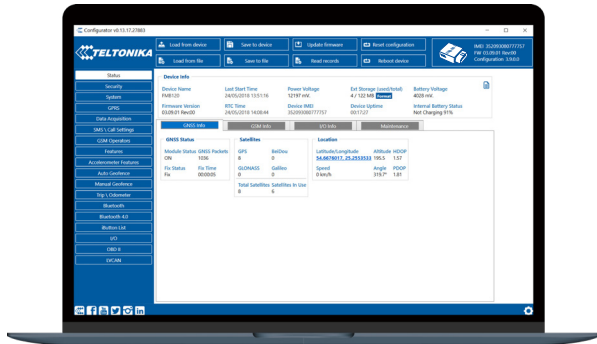 Configurator v0.13.17.27883
TELTONIKA
Load from device
Save to device
Update firmware
Reset configuration
Load from file
Save to file
Read records
Reboot device
IMEI 352093080777757
FW 03.09.01 Rev:00
Configuration 1.9.0.0
Status
Security
System
GPRS
Data Acquisition
SMS \ Call Settings
GSM Operators
Features
Accelerometer Features
Auto Geofence
Manual Geofence
Trip \ Odometer
Bluetooth
Bluetooth 4.0
iButton List
I/O
OBD II
LVCAN
Device Info
Device Name Last Start Time Power Voltage Ext Storage (used/total) Battery Voltage
FMB120 24/05/2018 13:51:16 12197 mV. 4 / 122 MB Format 4028 mV.
Firmware Version RTC Time Device IMEI Device Uptime Internal Battery Status
03.09.01 Rev:00 24/05/2018 14:08:44 352093080777757 00:17:27 Not Charging 91%
GNSS Info GSM Info I/O Info Maintenance
GNSS Status
Module Status GNSS Packets
ON 1036
Fix Status Fix Time
Fix 00:00:05
Satellites
GPS BeiDou
8 0
GLONASS Galileo
0 0
Total Satellites Satellites In Use
8 6
Location
Latitude/Longitude Altitude HDOP
54.6678017, 25.2553533 195.5 1.57
Speed Angle PDOP
0 km/h 315.7° 1.81